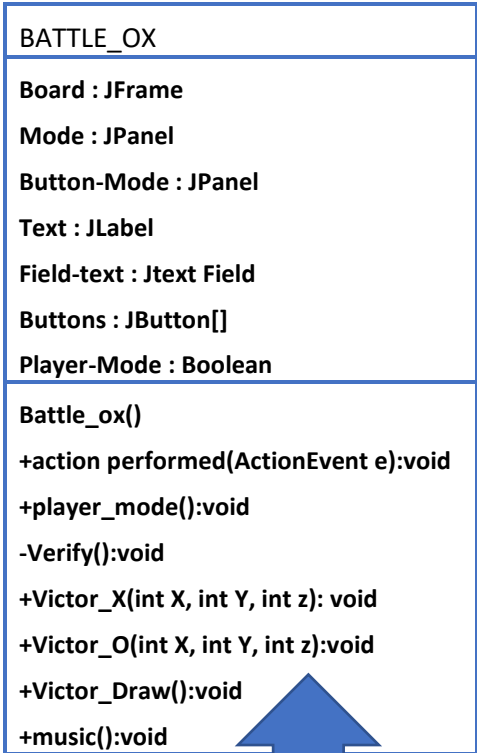 BATTLE_OX
Board : JFrame
Mode : JPanel
Button-Mode : JPanel
Text : JLabel
Field-text : Jtext Field
Buttons : JButton[]
Player-Mode : Boolean
Battle_ox()
+action performed(ActionEvent e):void
+player_mode():void
-Verify():void
+Victor_X(int X, int Y, int z): void
+Victor_O(int X, int Y, int z):void
+Victor_Draw():void
+music():void